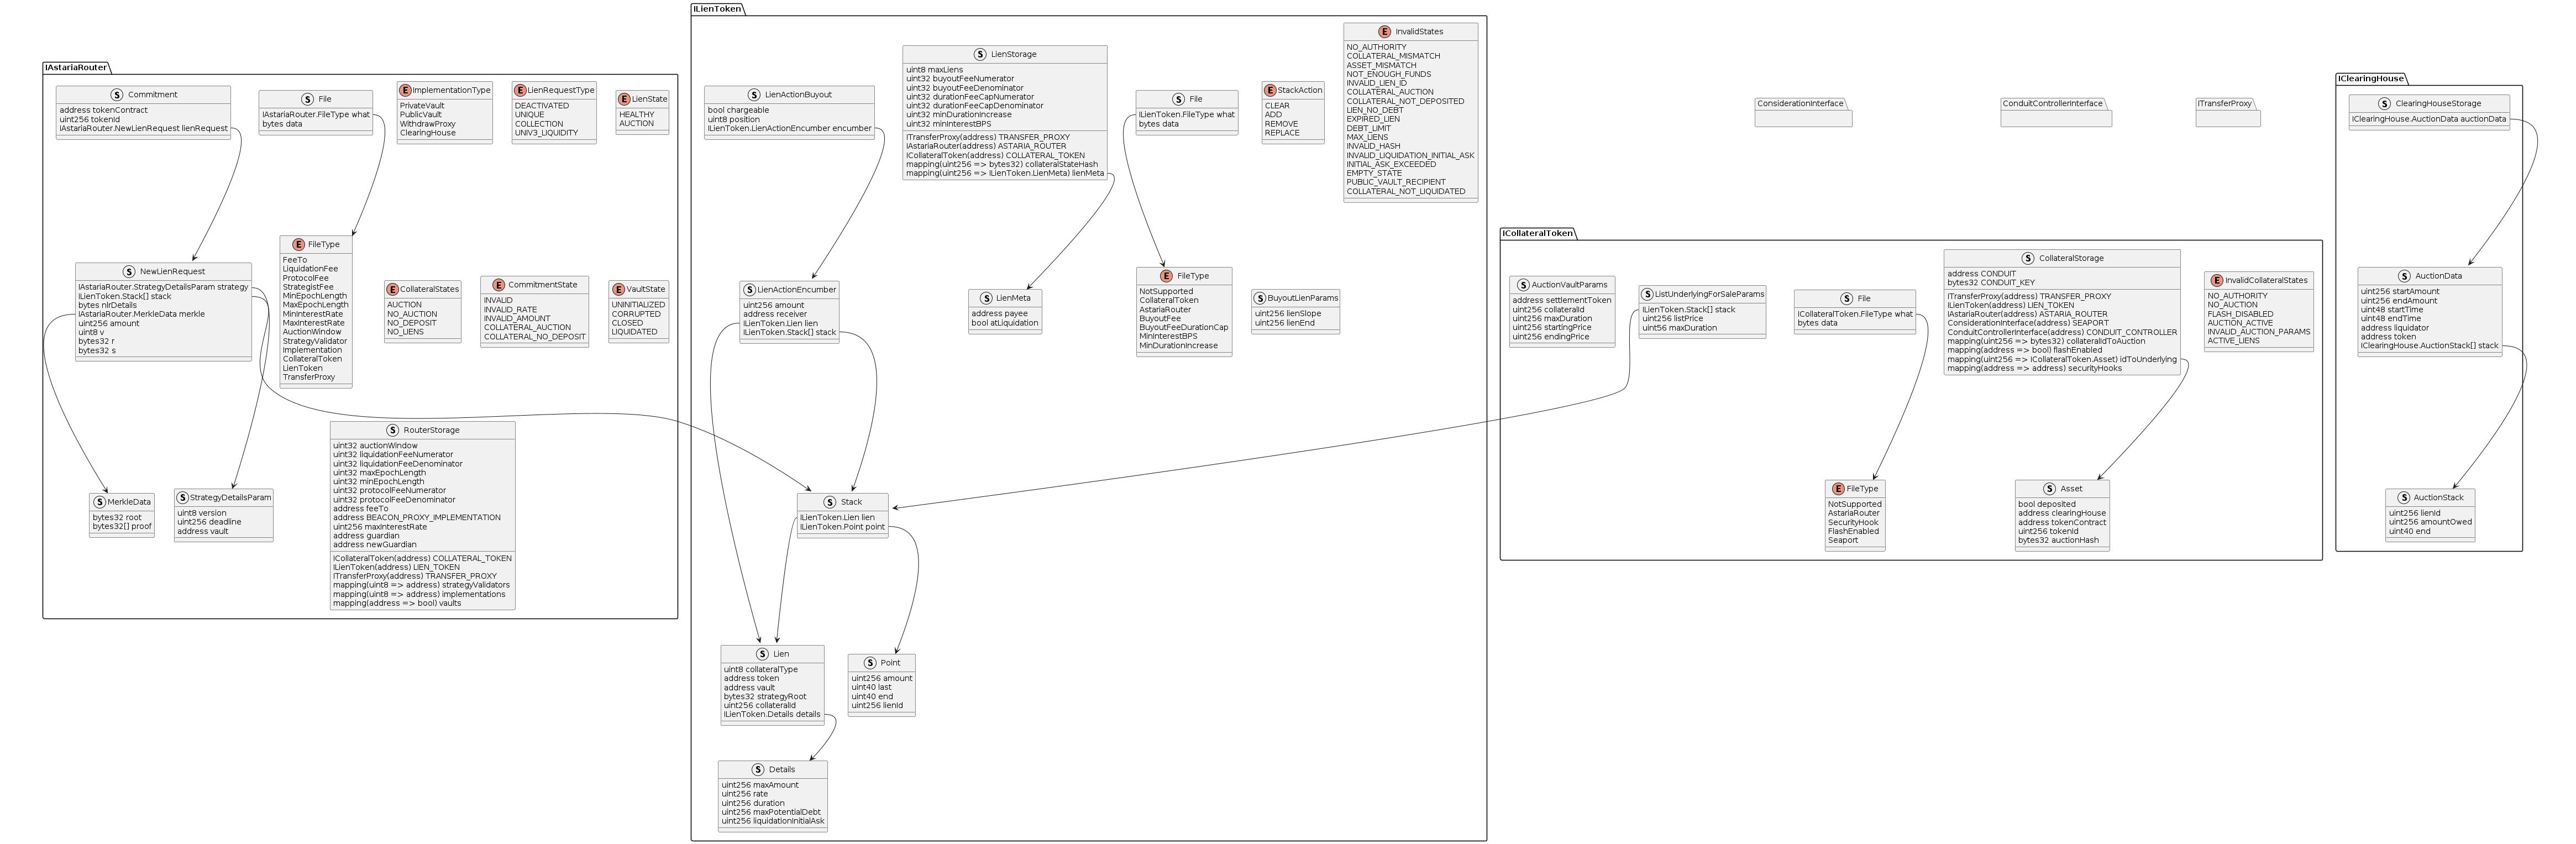 IAstariaRouter
S Commitment
address tokenContract
uint256 tokenId
IAstariaRouter.NewLienRequest lienRequest
S File
IAstariaRouter.FileType what
bytes data
E ImplementationType
PrivateVault
PublicVault
WithdrawProxy
ClearingHouse
E LienRequestType
DEACTIVATED
UNIQUE
COLLECTION
UNIV3_LIQUIDITY
E LienState
HEALTHY
AUCTION
S NewLienRequest
IAstariaRouter.StrategyDetailsParam strategy
ILienToken.Stack[] stack
bytes nlrDetails
IAstariaRouter.MerkleData merkle
uint256 amount
uint8 v
bytes32 r
bytes32 s
E FileType
FeeTo
LiquidationFee
ProtocolFee
StrategistFee
MinEpochLength
MaxEpochLength
MinInterestRate
MaxInterestRate
AuctionWindow
StrategyValidator
Implementation
CollateralToken
LienToken
TransferProxy
E CollateralStates
AUCTION
NO_AUCTION
NO_DEPOSIT
NO_LIENS
E CommitmentState
INVALID
INVALID_RATE
INVALID_AMOUNT
COLLATERAL_AUCTION
COLLATERAL_NO_DEPOSIT
E VaultState
UNINITIALIZED
CORRUPTED
CLOSED
LIQUIDATED
S MerkleData
bytes32 root
bytes32[] proof
S StrategyDetailsParam
uint8 version
uint256 deadline
address vault
S RouterStorage
uint32 auctionWindow
uint32 liquidationFeeNumerator
uint32 liquidationFeeDenominator
uint32 maxEpochLength
uint32 minEpochLength
uint32 protocolFeeNumerator
uint32 protocolFeeDenominator
address feeTo
address BEACON_PROXY_IMPLEMENTATION
uint256 maxInterestRate
address guardian
address newGuardian
ICollateralToken(address) COLLATERAL_TOKEN
ILienToken(address) LIEN_TOKEN
ITransferProxy(address) TRANSFER_PROXY
mapping(uint8 => address) strategyValidators
mapping(uint8 => address) implementations
mapping(address => bool) vaults
ILienToken
S LienActionBuyout
bool chargeable
uint8 position
ILienToken.LienActionEncumber encumber
S LienStorage
uint8 maxLiens
uint32 buyoutFeeNumerator
uint32 buyoutFeeDenominator
uint32 durationFeeCapNumerator
uint32 durationFeeCapDenominator
uint32 minDurationIncrease
uint32 minInterestBPS
ITransferProxy(address) TRANSFER_PROXY
IAstariaRouter(address) ASTARIA_ROUTER
ICollateralToken(address) COLLATERAL_TOKEN
mapping(uint256 => bytes32) collateralStateHash
mapping(uint256 => ILienToken.LienMeta) lienMeta
S File
ILienToken.FileType what
bytes data
E StackAction
CLEAR
ADD
REMOVE
REPLACE
E InvalidStates
NO_AUTHORITY
COLLATERAL_MISMATCH
ASSET_MISMATCH
NOT_ENOUGH_FUNDS
INVALID_LIEN_ID
COLLATERAL_AUCTION
COLLATERAL_NOT_DEPOSITED
LIEN_NO_DEBT
EXPIRED_LIEN
DEBT_LIMIT
MAX_LIENS
INVALID_HASH
INVALID_LIQUIDATION_INITIAL_ASK
INITIAL_ASK_EXCEEDED
EMPTY_STATE
PUBLIC_VAULT_RECIPIENT
COLLATERAL_NOT_LIQUIDATED
S LienActionEncumber
uint256 amount
address receiver
ILienToken.Lien lien
ILienToken.Stack[] stack
S LienMeta
address payee
bool atLiquidation
E FileType
NotSupported
CollateralToken
AstariaRouter
BuyoutFee
BuyoutFeeDurationCap
MinInterestBPS
MinDurationIncrease
S BuyoutLienParams
uint256 lienSlope
uint256 lienEnd
S Stack
ILienToken.Lien lien
ILienToken.Point point
S Lien
uint8 collateralType
address token
address vault
bytes32 strategyRoot
uint256 collateralId
ILienToken.Details details
S Point
uint256 amount
uint40 last
uint40 end
uint256 lienId
S Details
uint256 maxAmount
uint256 rate
uint256 duration
uint256 maxPotentialDebt
uint256 liquidationInitialAsk
ConsiderationInterface
ConduitControllerInterface
ITransferProxy
ICollateralToken
S AuctionVaultParams
address settlementToken
uint256 collateralId
uint256 maxDuration
uint256 startingPrice
uint256 endingPrice
S ListUnderlyingForSaleParams
ILienToken.Stack[] stack
uint256 listPrice
uint56 maxDuration
S File
ICollateralToken.FileType what
bytes data
S CollateralStorage
address CONDUIT
bytes32 CONDUIT_KEY
ITransferProxy(address) TRANSFER_PROXY
ILienToken(address) LIEN_TOKEN
IAstariaRouter(address) ASTARIA_ROUTER
ConsiderationInterface(address) SEAPORT
ConduitControllerInterface(address) CONDUIT_CONTROLLER
mapping(uint256 => bytes32) collateralIdToAuction
mapping(address => bool) flashEnabled
mapping(uint256 => ICollateralToken.Asset) idToUnderlying
mapping(address => address) securityHooks
E InvalidCollateralStates
NO_AUTHORITY
NO_AUCTION
FLASH_DISABLED
AUCTION_ACTIVE
INVALID_AUCTION_PARAMS
ACTIVE_LIENS
E FileType
NotSupported
AstariaRouter
SecurityHook
FlashEnabled
Seaport
S Asset
bool deposited
address clearingHouse
address tokenContract
uint256 tokenId
bytes32 auctionHash
IClearingHouse
S ClearingHouseStorage
IClearingHouse.AuctionData auctionData
S AuctionData
uint256 startAmount
uint256 endAmount
uint48 startTime
uint48 endTime
address liquidator
address token
IClearingHouse.AuctionStack[] stack
S AuctionStack
uint256 lienId
uint256 amountOwed
uint40 end